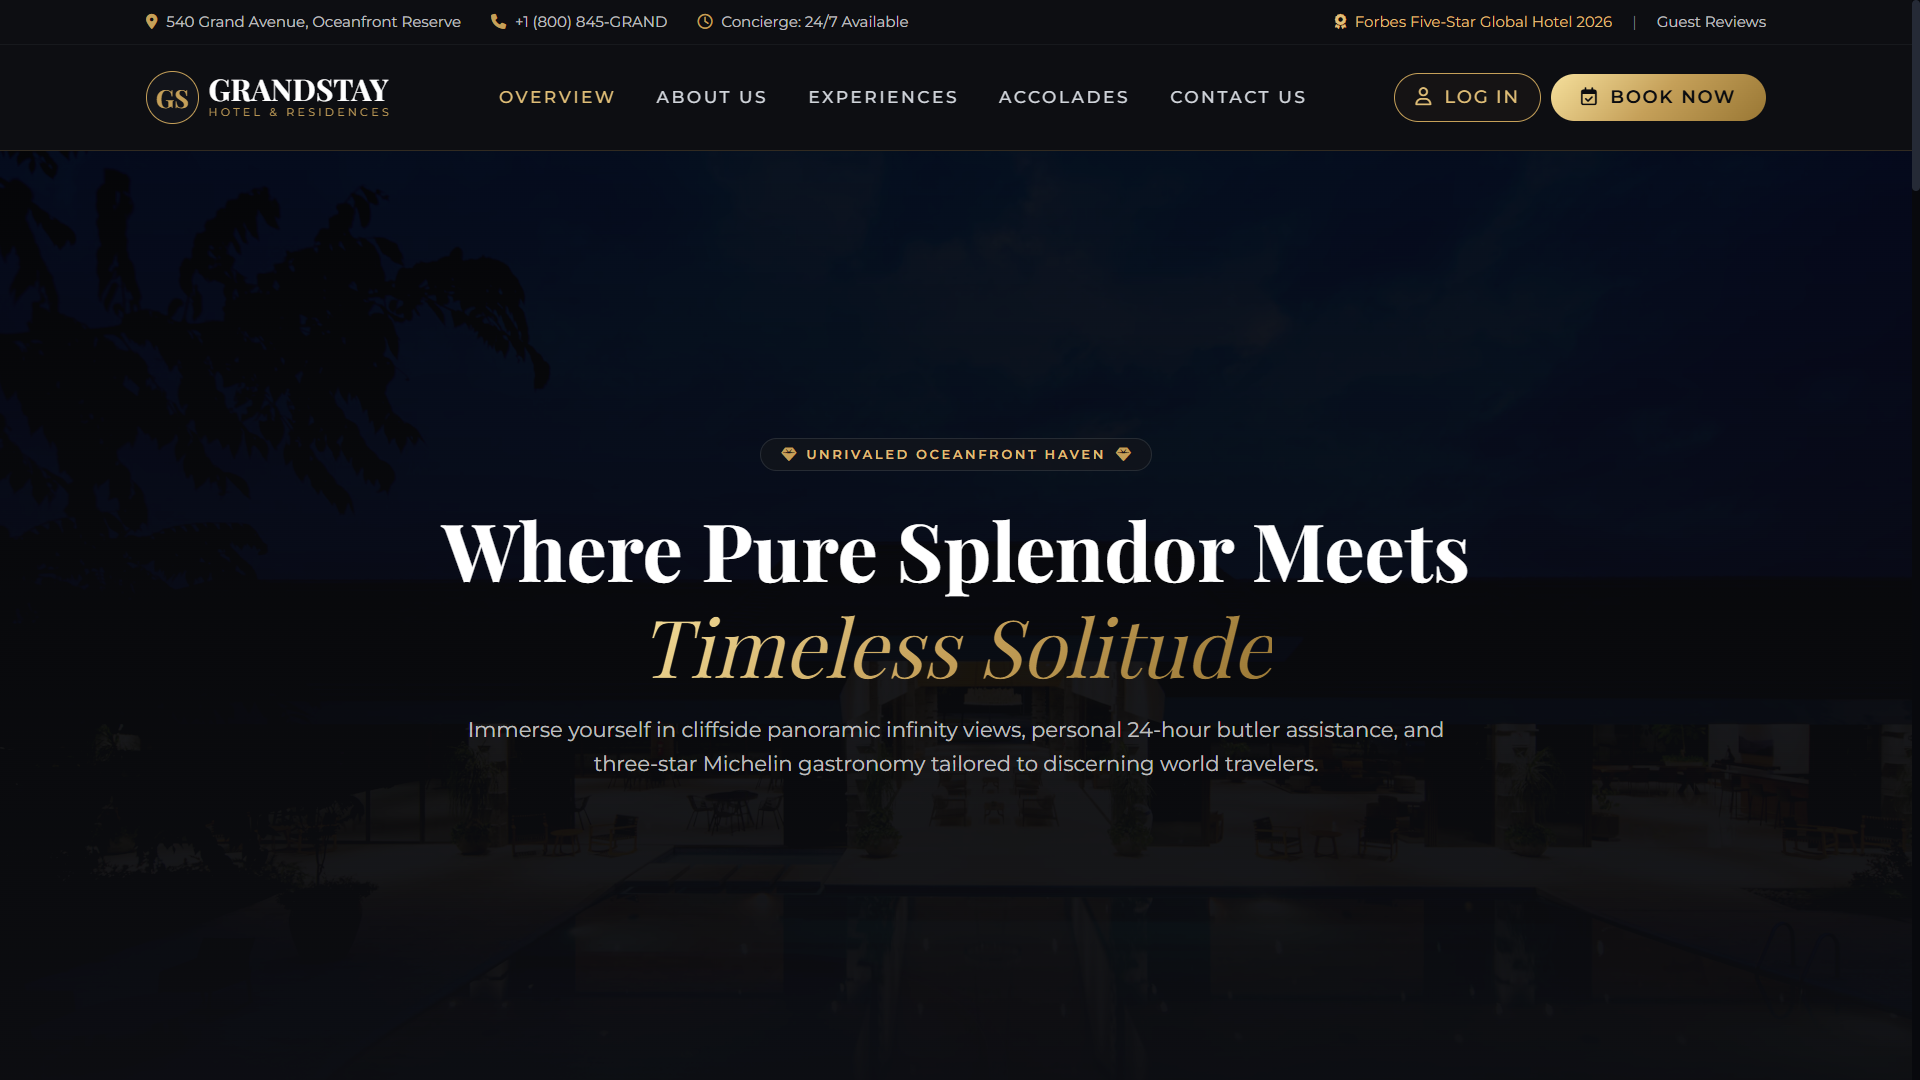 540 Grand Avenue, Oceanfront Reserve
+1 (800) 845-GRAND
Concierge: 24/7 Available
Forbes Five-Star Global Hotel 2026 | Guest Reviews
GS
GRANDSTAY
HOTEL & RESIDENCES
OVERVIEW
ABOUT US
EXPERIENCES
ACCOLADES
CONTACT US
LOG IN
BOOK NOW
UNRIVALED OCEANFRONT HAVEN
Where Pure Splendor Meets
Timeless Solitude
Immerse yourself in cliffside panoramic infinity views, personal 24-hour butler assistance, and
three-star Michelin gastronomy tailored to discerning world travelers.